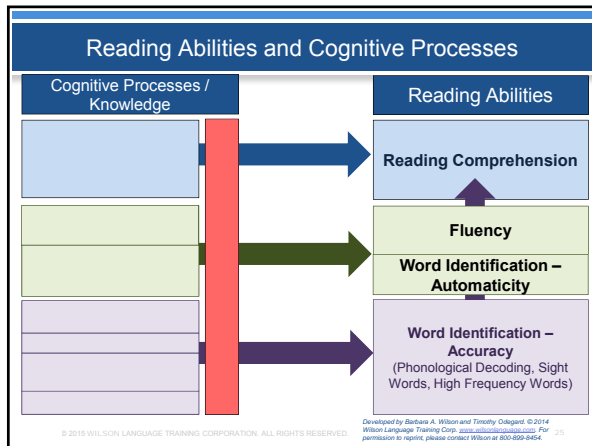 Reading Abilities and Cognitive Processes
Cognitive Processes /
Knowledge
Reading Abilities
Reading Comprehension
Fluency
Word Identification –
Automaticity
Word Identification –
Accuracy
(Phonological Decoding, Sight
Words, High Frequency Words)
© 2015 WILSON LANGUAGE TRAINING CORPORATION. ALL RIGHTS RESERVED.
Developed by Barbara A. Wilson and Timothy Odegard. © 2014
Wilson Language Training Corp. www.wilsonlanguage.com. For
permission to reprint, please contact Wilson at 800-899-8454.
25